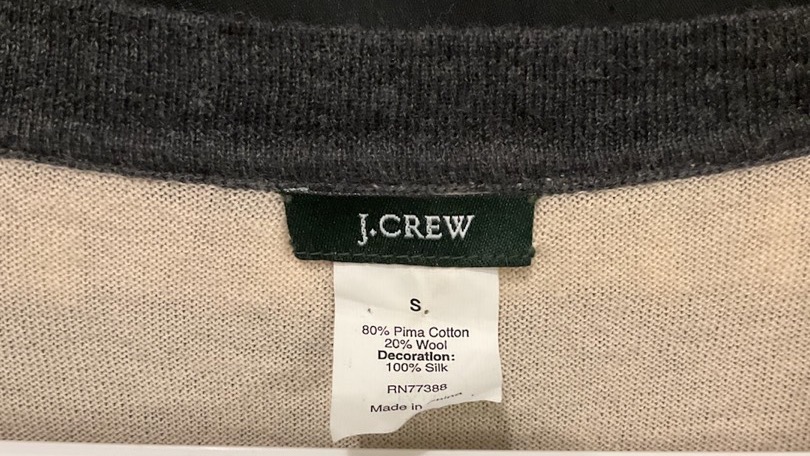 J.CREW
S
80% Pima Cotton
20% Wool
Decoration:
100% Silk
RN77388
Made in